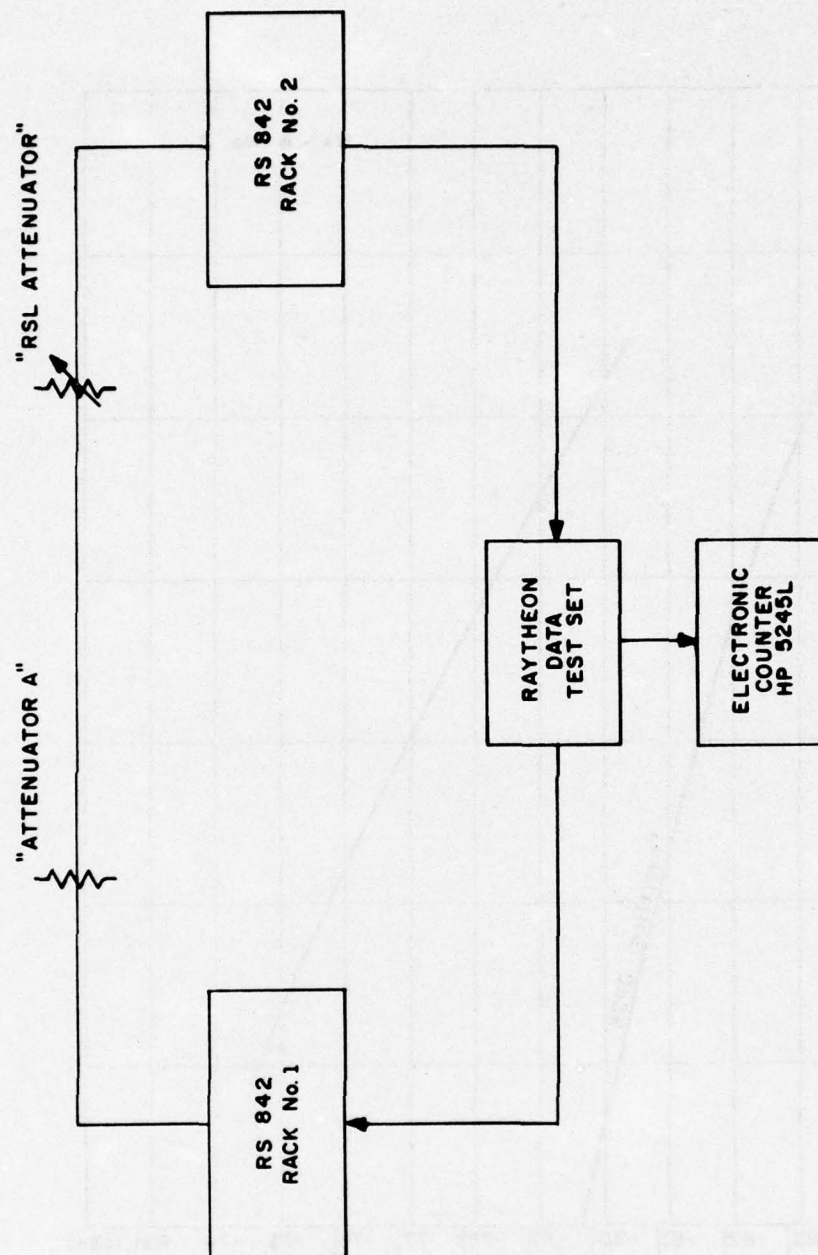 "ATTENUATOR A"
"RSL ATTENUATOR"
RS 842
RACK No.1
RS 842
RACK No. 2
RAYTHEON
DATA
TEST SET
ELECTRONIC
COUNTER
HP 5245L